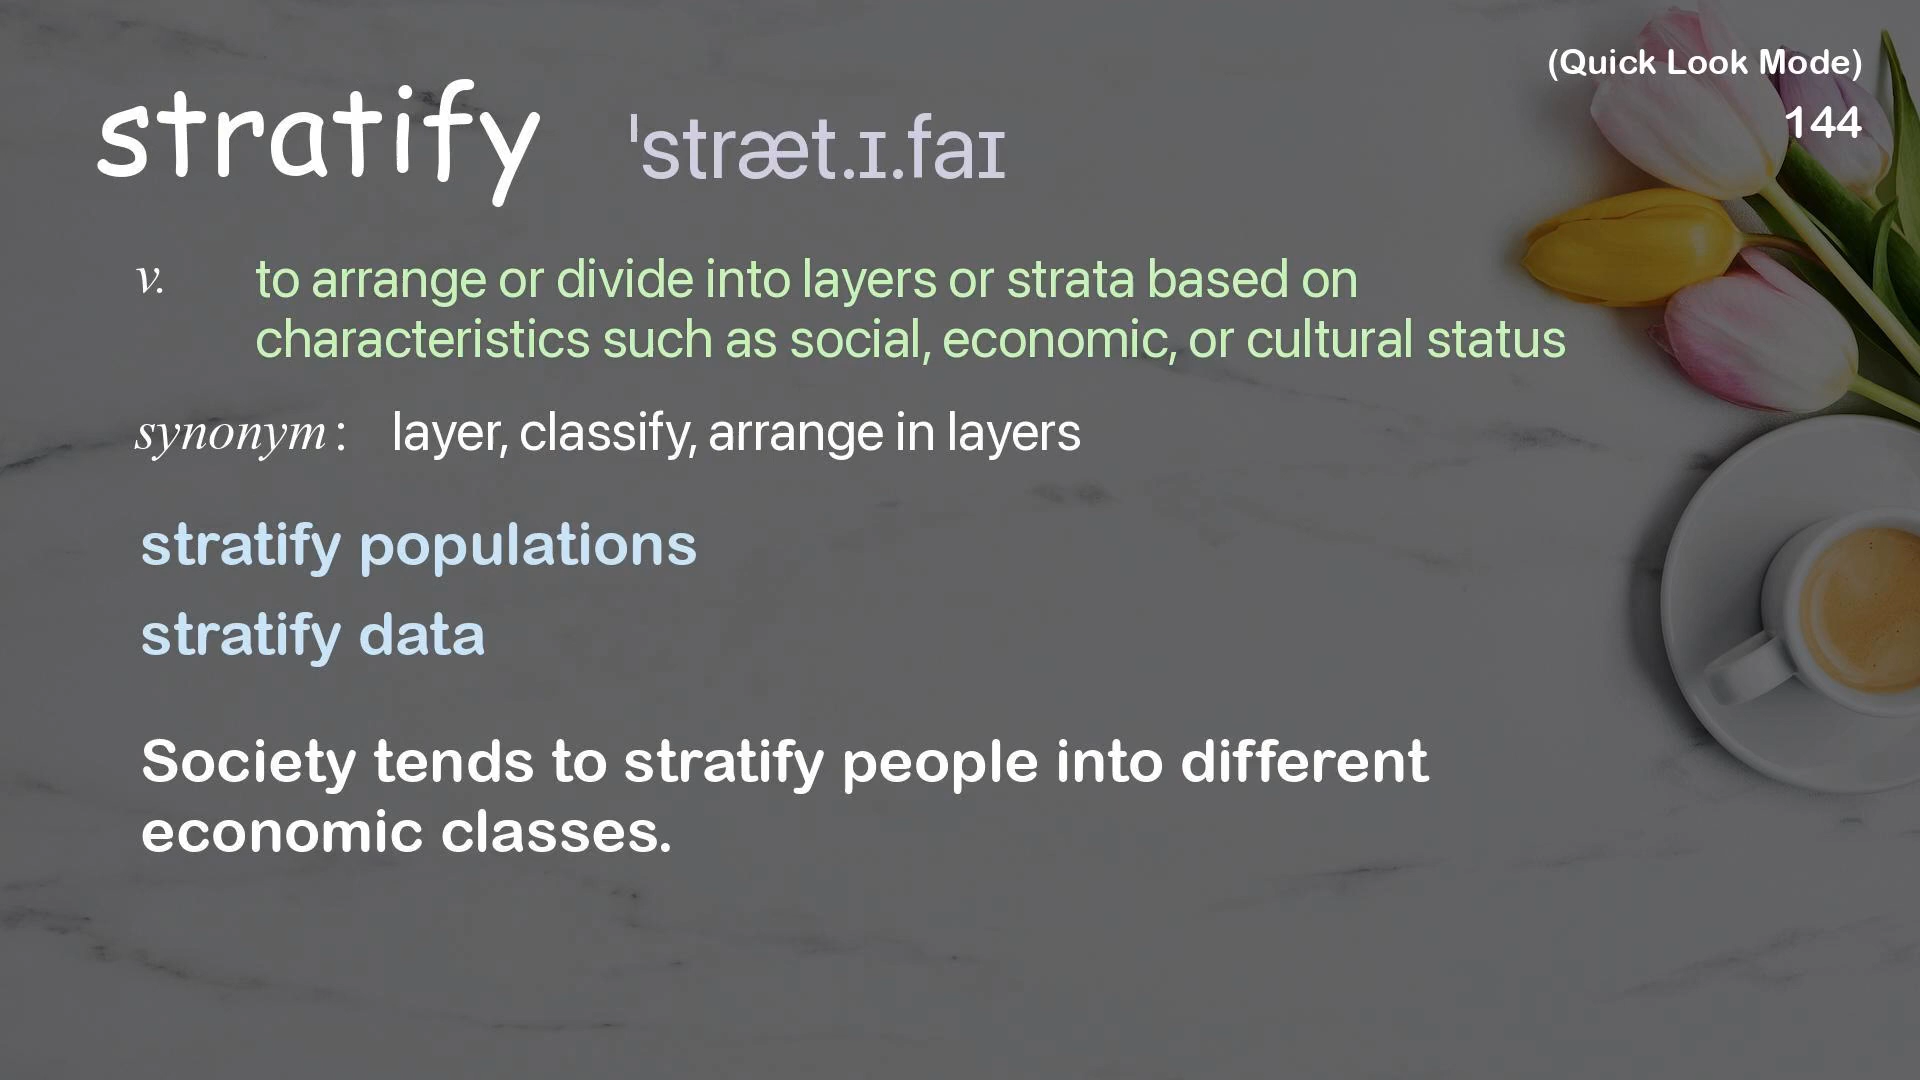 (Quick Look Mode)
144
stratify ˈstræt.ɪ.faɪ
v. to arrange or divide into layers or strata based on
characteristics such as social, economic, or cultural status
synonym: layer, classify, arrange in layers
stratify populations
stratify data
Society tends to stratify people into different
economic classes.